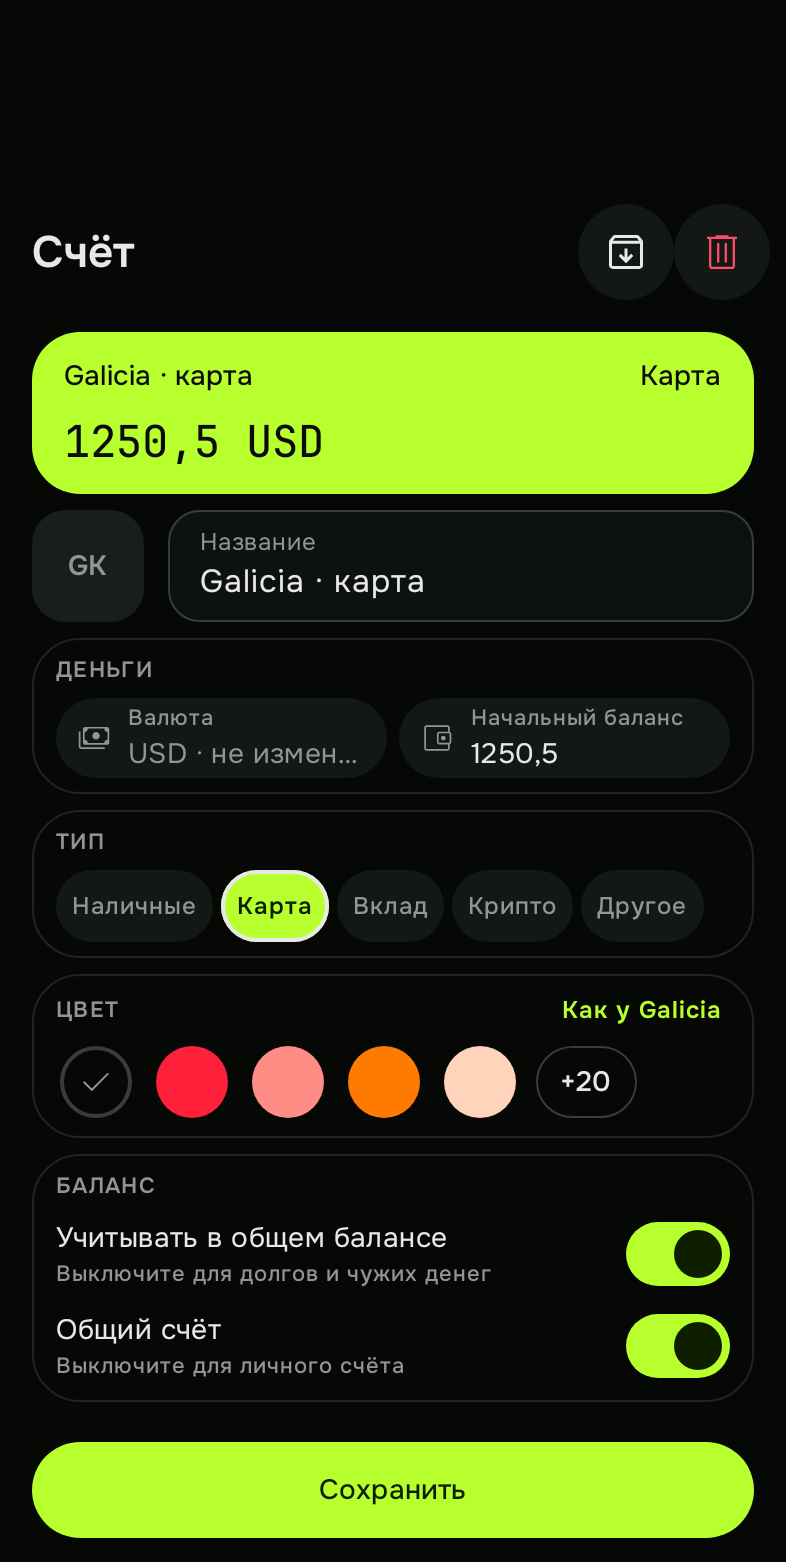 Счёт
Galicia · карта Карта
1250,5 USD
GK
Название
Galicia · карта
ДЕНЬГИ
Валюта
USD · не измен...
Начальный баланс
1250,5
ТИП
Наличные Карта Вклад Крипто Другое
ЦВЕТ Как у Galicia
+20
БАЛАНС
Учитывать в общем балансе
Выключите для долгов и чужих денег
Общий счёт
Выключите для личного счёта
Сохранить